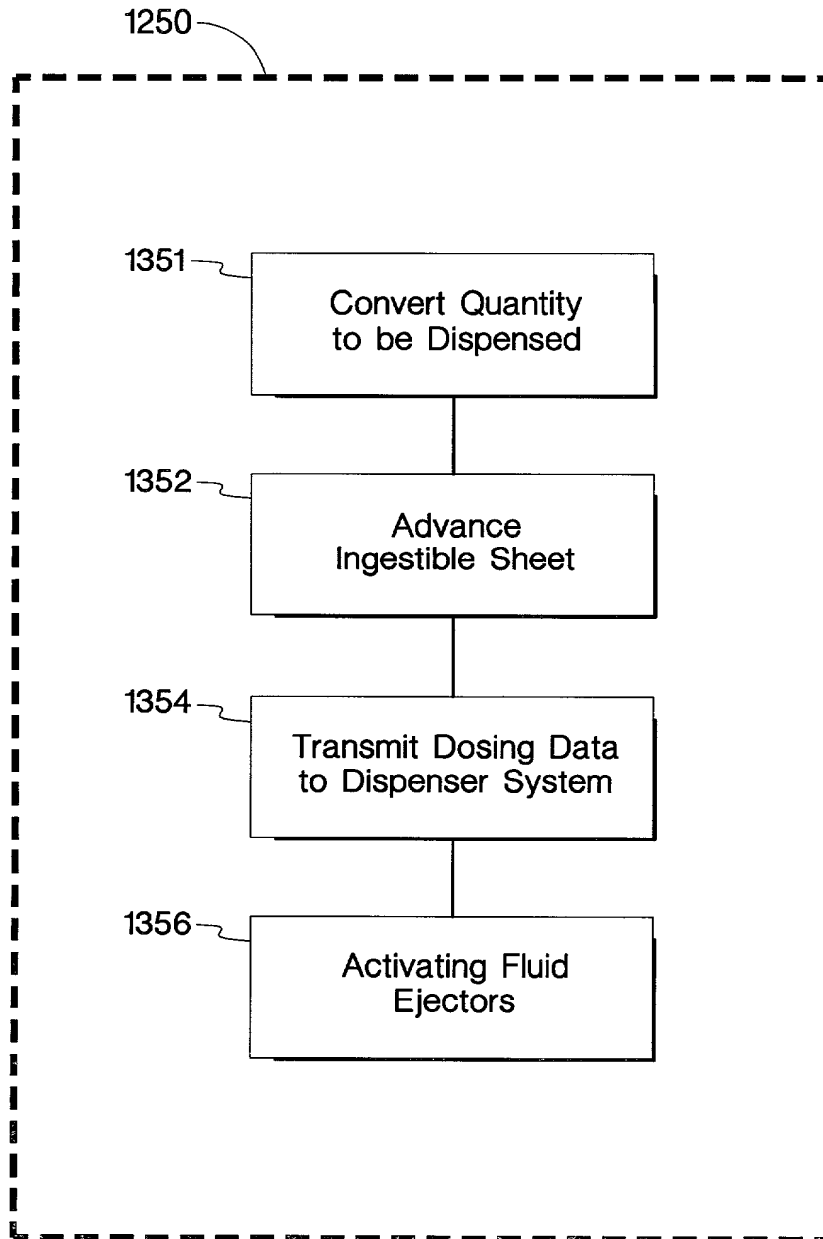 1250
1351
Convert Quantity
to be Dispensed
1352
Advance
Ingestible Sheet
1354
Transmit Dosing Data
to Dispenser System
1356
Activating Fluid
Ejectors